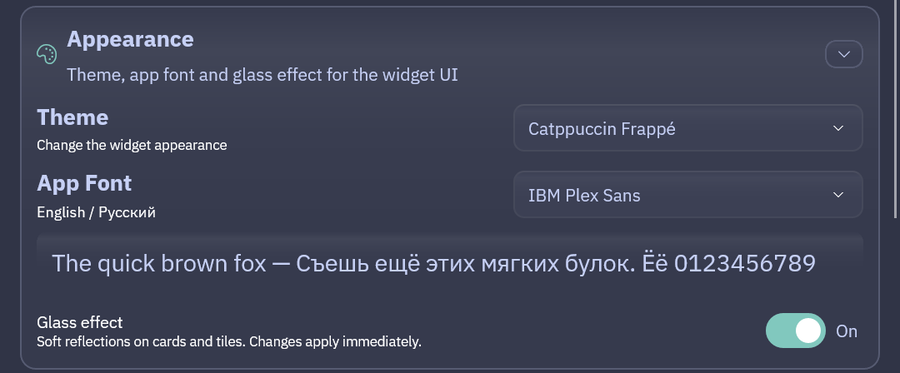 Appearance
Theme, app font and glass effect for the widget UI
Theme
Change the widget appearance
Catppuccin Frappé
App Font
English / Русский
IBM Plex Sans
The quick brown fox — Съешь ещё этих мягких булок. Ёё 0123456789
Glass effect
Soft reflections on cards and tiles. Changes apply immediately.
On